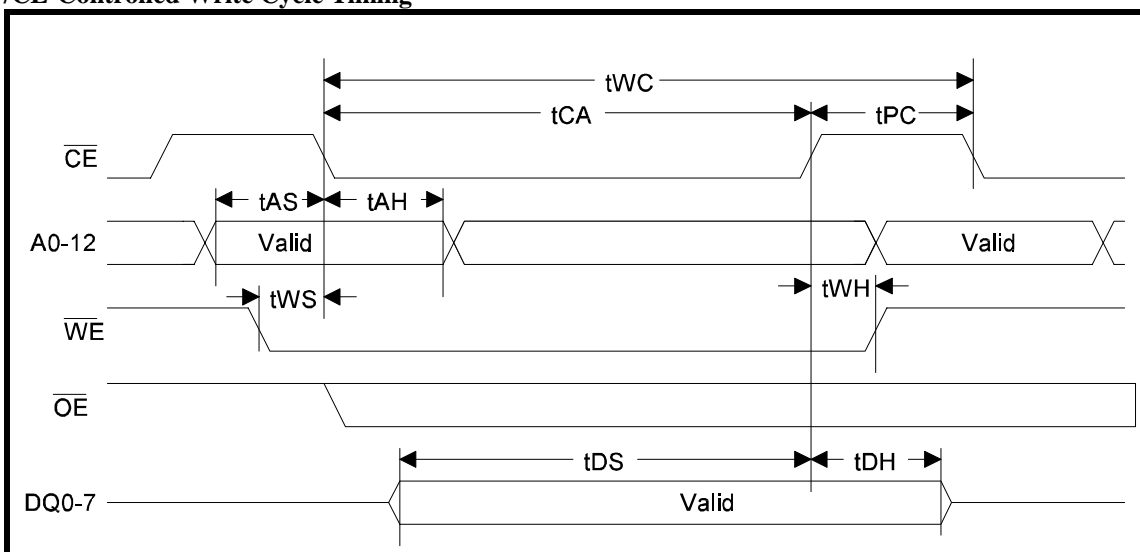 /CE-Controlled Write Cycle Timing
tWC
tCA
tPC
CE
tAS
tAH
A0-12
Valid
Valid
tWS
tWH
WE
OE
tDS
tDH
DQ0-7
Valid